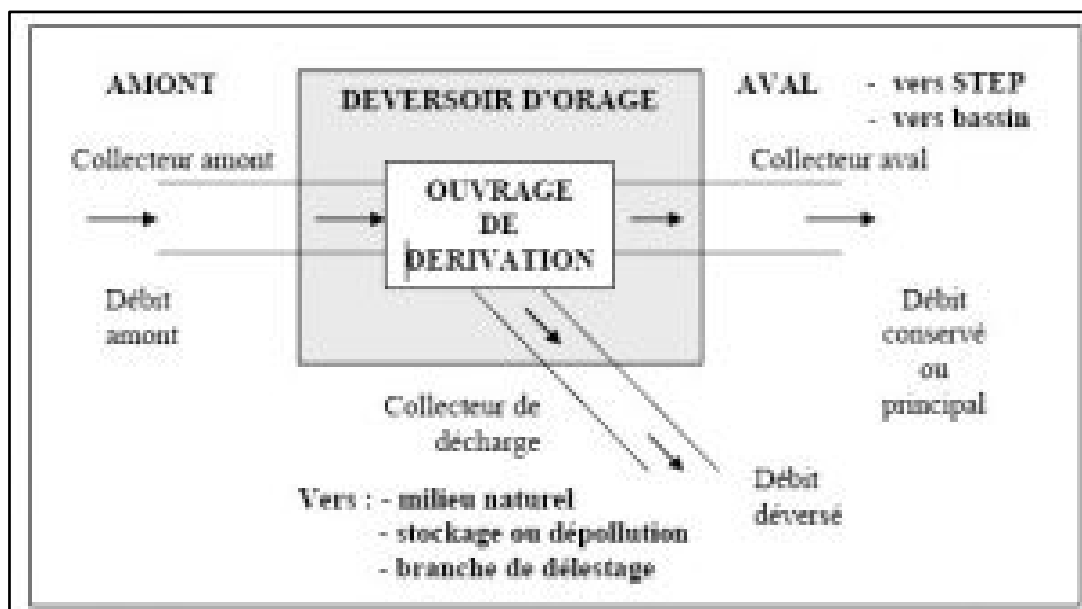 AMONT
DEVERSOIR D'ORAGE
AVAL - vers STEP
- vers bassin
Collecteur amont
Collecteur aval
OUVRAGE
DE
DERIVATION
Débit
amont
Débit
conservé
ou
principal
Collecteur de
décharge
Débit
déversé
Vers : - milieu naturel
- stockage ou dépollution
- branche de délestage